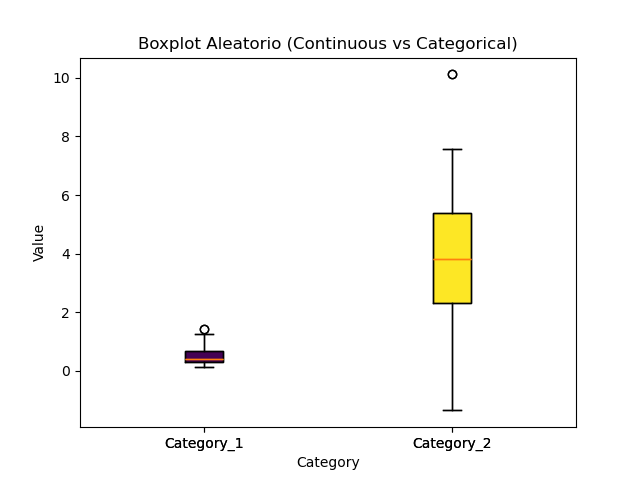 Boxplot Aleatorio (Continuous vs Categorical)
10
8
6
4
2
0
Value
Category_1
Category_2
Category